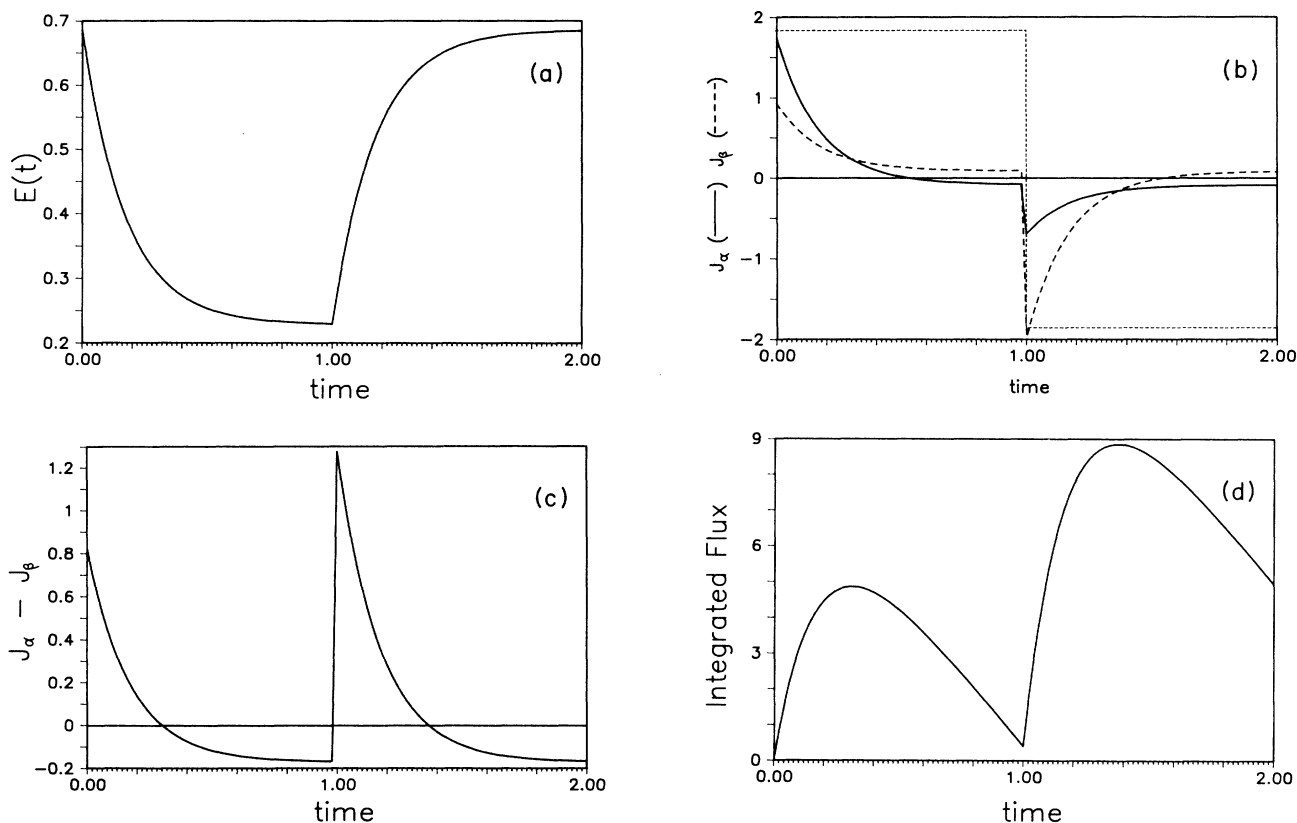 0.7
0.6
0.5
0.4
0.3
0.2
E(t)
(a)
0.00 1.00 2.00
time
2
1
0
-1
-2
Jα (——) Jβ (-----)
(b)
0.00 1.00 2.00
time
1.2
1
0.8
0.6
0.4
0.2
0
-0.2
Jα — Jβ
(c)
0.00 1.00 2.00
time
9
6
3
0
Integrated Flux
(d)
0.00 1.00 2.00
time